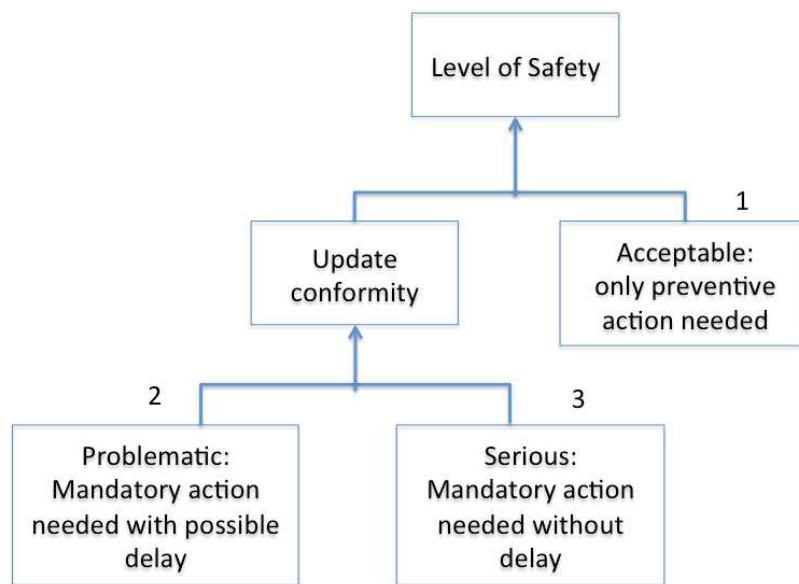 Level of Safety
1
Update
conformity
Acceptable:
only preventive
action needed
2
3
Problematic:
Mandatory action
needed with possible
delay
Serious:
Mandatory action
needed without
delay